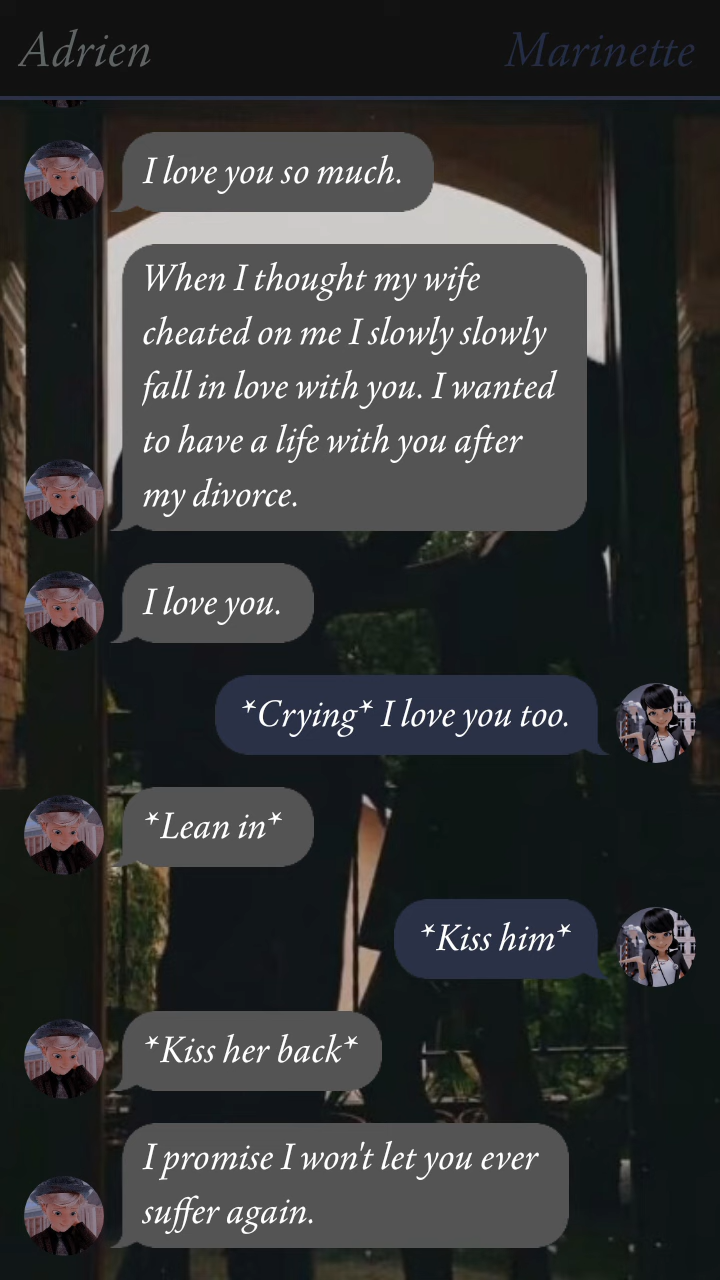 Adrien
Marinette
I love you so much.
When I thought my wife
cheated on me I slowly slowly
fall in love with you. I wanted
to have a life with you after
my divorce.
I love you.
*Crying* I love you too.
*Lean in*
*Kiss him*
*Kiss her back*
I promise I won't let you ever
suffer again.